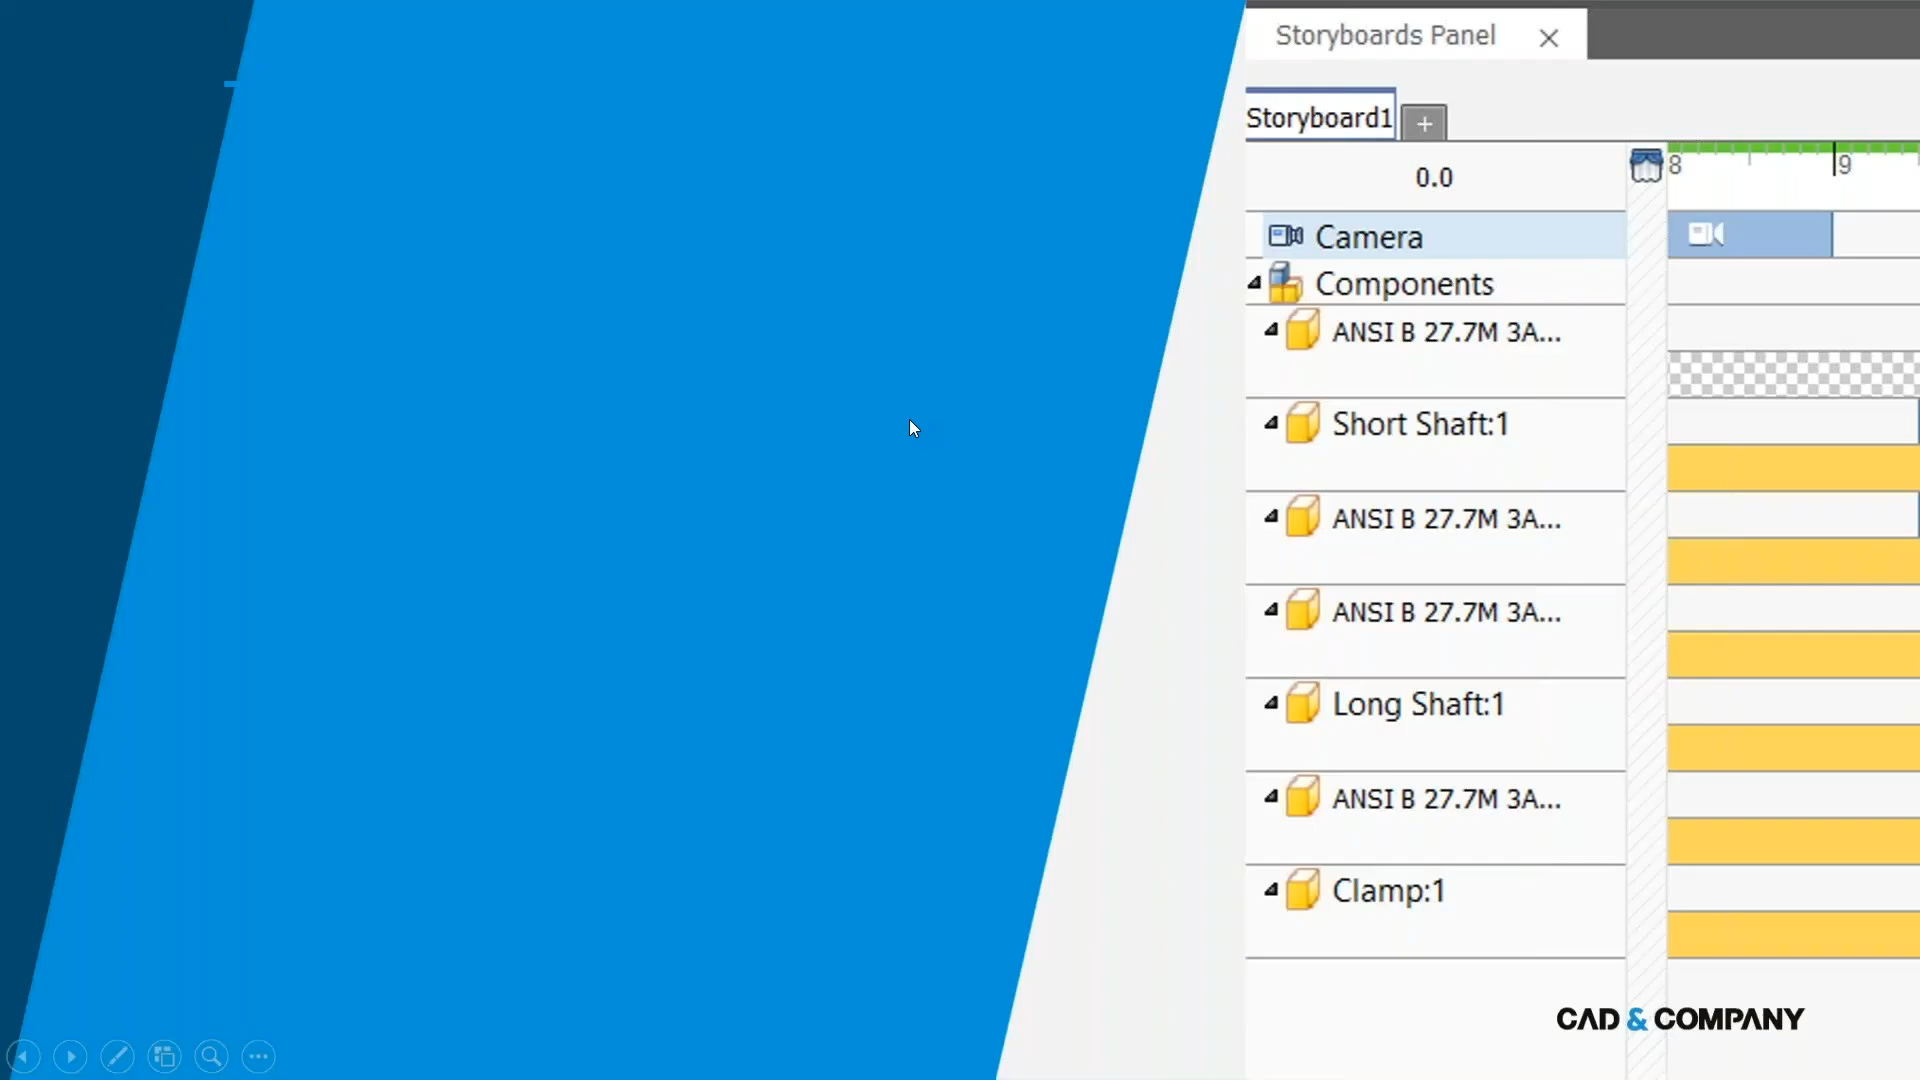 Storyboards Panel
Storyboard1 +
0.0
8 9
Camera
Components
ANSI B 27.7M 3A...
Short Shaft:1
ANSI B 27.7M 3A...
ANSI B 27.7M 3A...
Long Shaft:1
ANSI B 27.7M 3A...
Clamp:1
CAD & COMPANY